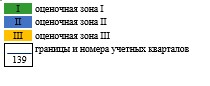 I оценочная зона I
II оценочная зона II
III оценочная зона III
границы и номера учетных кварталов
139